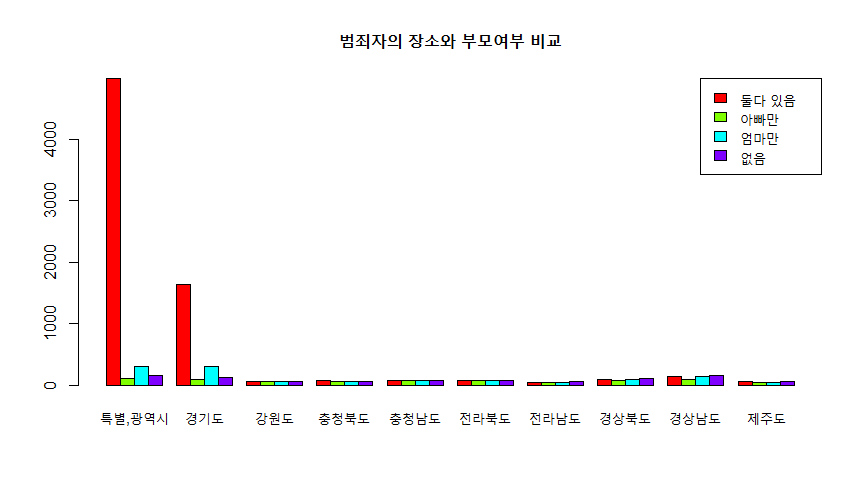 범죄자의 장소와 부모여부 비교
둘다 있음
아빠만
엄마만
없음
4000
3000
2000
1000
0
특별,광역시 경기도 강원도 충청북도 충청남도 전라북도 전라남도 경상북도 경상남도 제주도